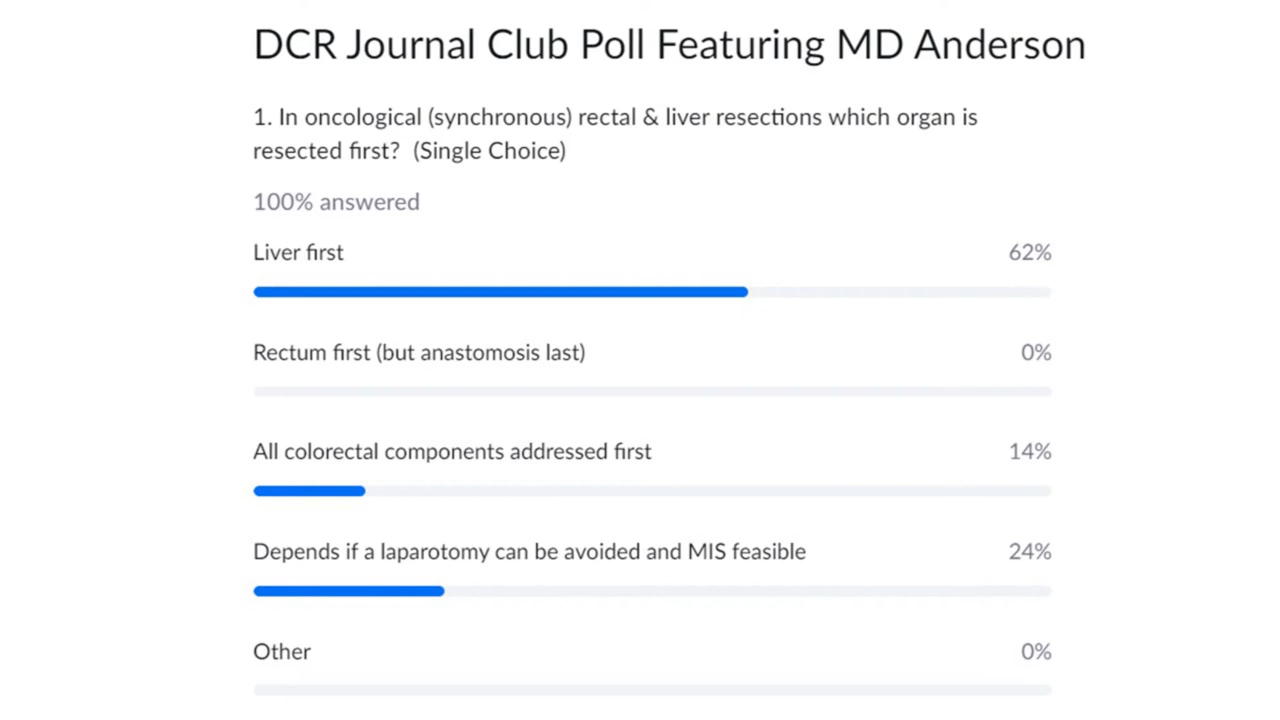 DCR Journal Club Poll Featuring MD Anderson
1. In oncological (synchronous) rectal & liver resections which organ is
resected first? (Single Choice)
100% answered
Liver first 62%
Rectum first (but anastomosis last) 0%
All colorectal components addressed first 14%
Depends if a laparotomy can be avoided and MIS feasible 24%
Other 0%